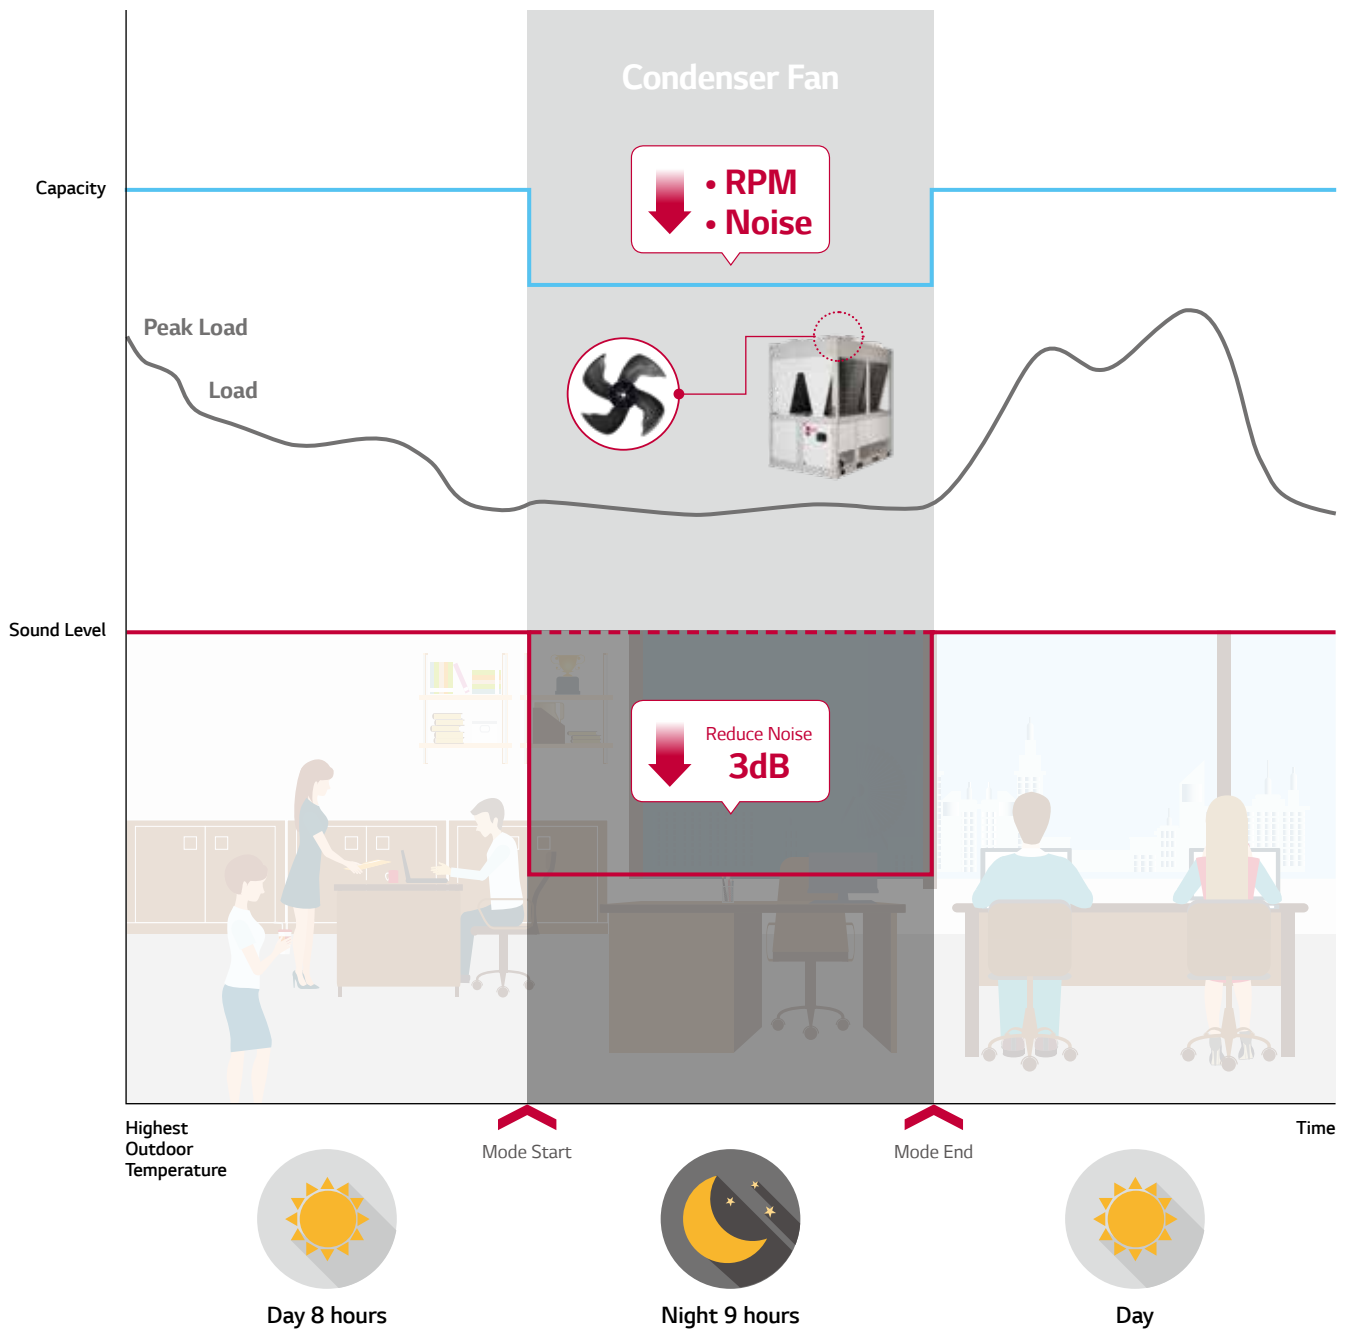 Condenser Fan
Capacity
• RPM
• Noise
Peak Load
Load
Sound Level
Reduce Noise
3dB
Highest
Outdoor
Temperature
Mode Start
Mode End
Time
Day 8 hours
Night 9 hours
Day